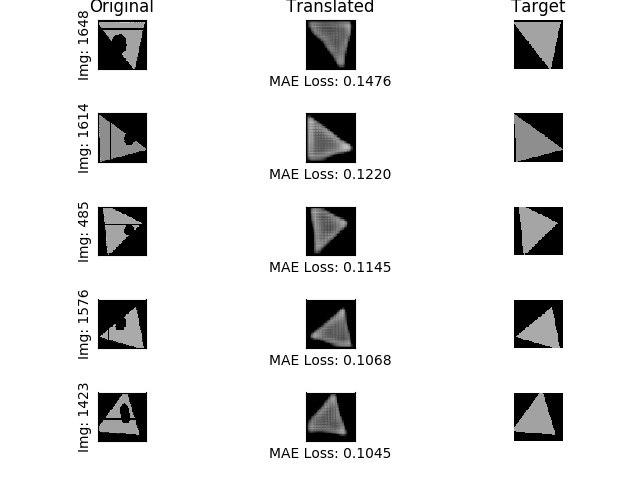 Original Translated Target
Img: 1648
MAE Loss: 0.1476
Img: 1614
MAE Loss: 0.1220
Img: 485
MAE Loss: 0.1145
Img: 1576
MAE Loss: 0.1068
Img: 1423
MAE Loss: 0.1045